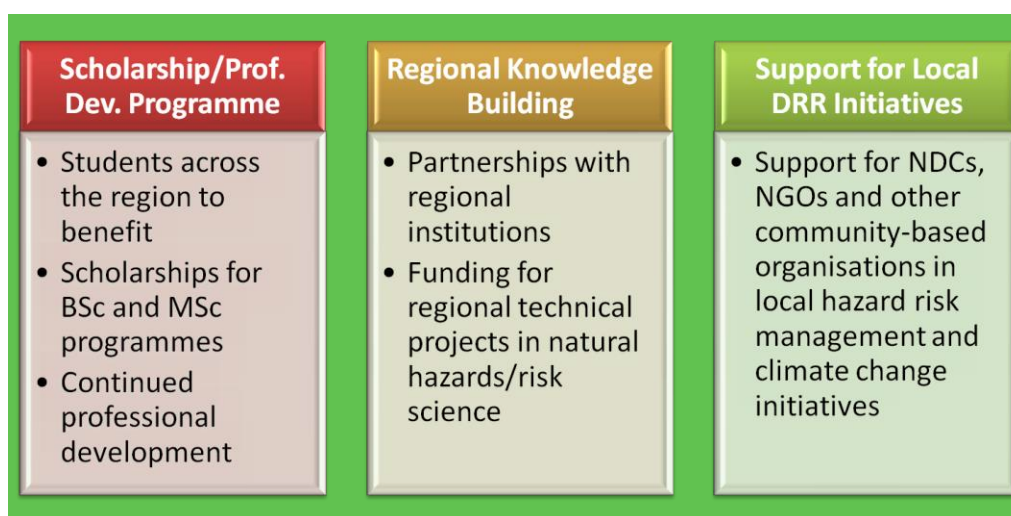 Scholarship/Prof.
Dev. Programme
• Students across
the region to
benefit
• Scholarships for
BSc and MSc
programmes
• Continued
professional
development
Regional Knowledge
Building
• Partnerships with
regional
institutions
• Funding for
regional technical
projects in natural
hazards/risk
science
Support for Local
DRR Initiatives
• Support for NDCs,
NGOs and other
community-based
organisations in
local hazard risk
management and
climate change
initiatives